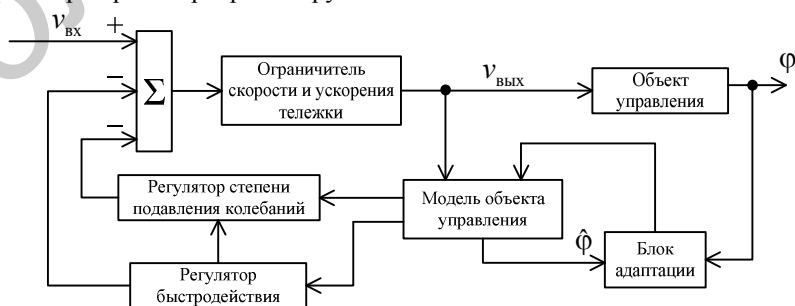 v вх
+
−
−
Σ
Ограничитель
скорости и ускорения
тележки
v вых
Объект
управления
φ
Регулятор степени
подавления колебаний
Модель объекта
управления
φ̂
Блок
адаптации
Регулятор
быстродействия